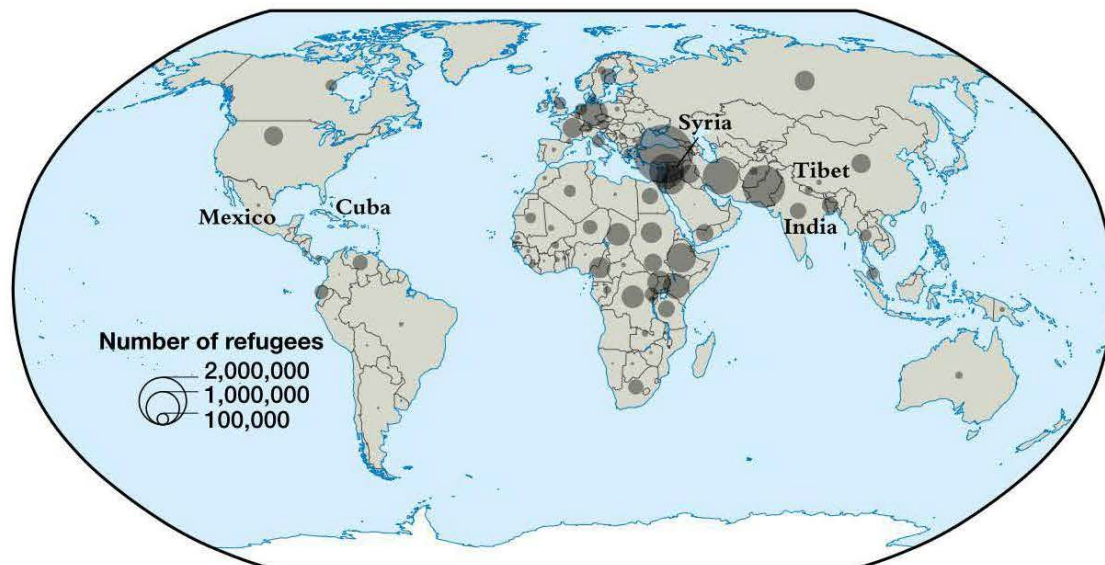 Syria
Tibet
Mexico
Cuba
India
Number of refugees
2,000,000
1,000,000
100,000